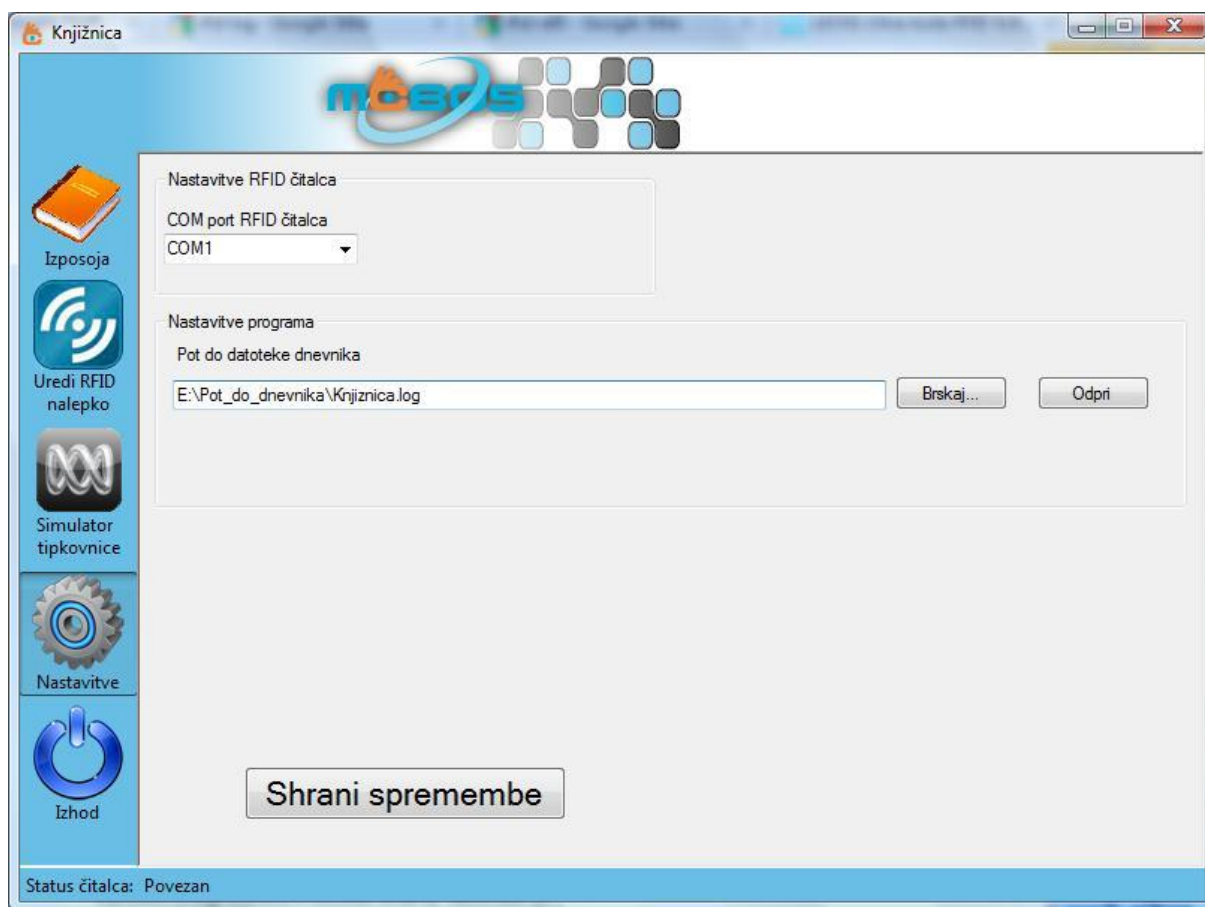 Knjižnica
MOBOS
Izposoja
Uredi RFID
nalepko
Simulator
tipkovnice
Nastavitve
Izhod
Nastavitve RFID čitalca
COM port RFID čitalca
COM1
Nastavitve programa
Pot do datoteke dnevnika
E:\Pot_do_dnevnika\Knjiznica.log
Brskaj...
Odpri
Shrani spremembe
Status čitalca: Povezan